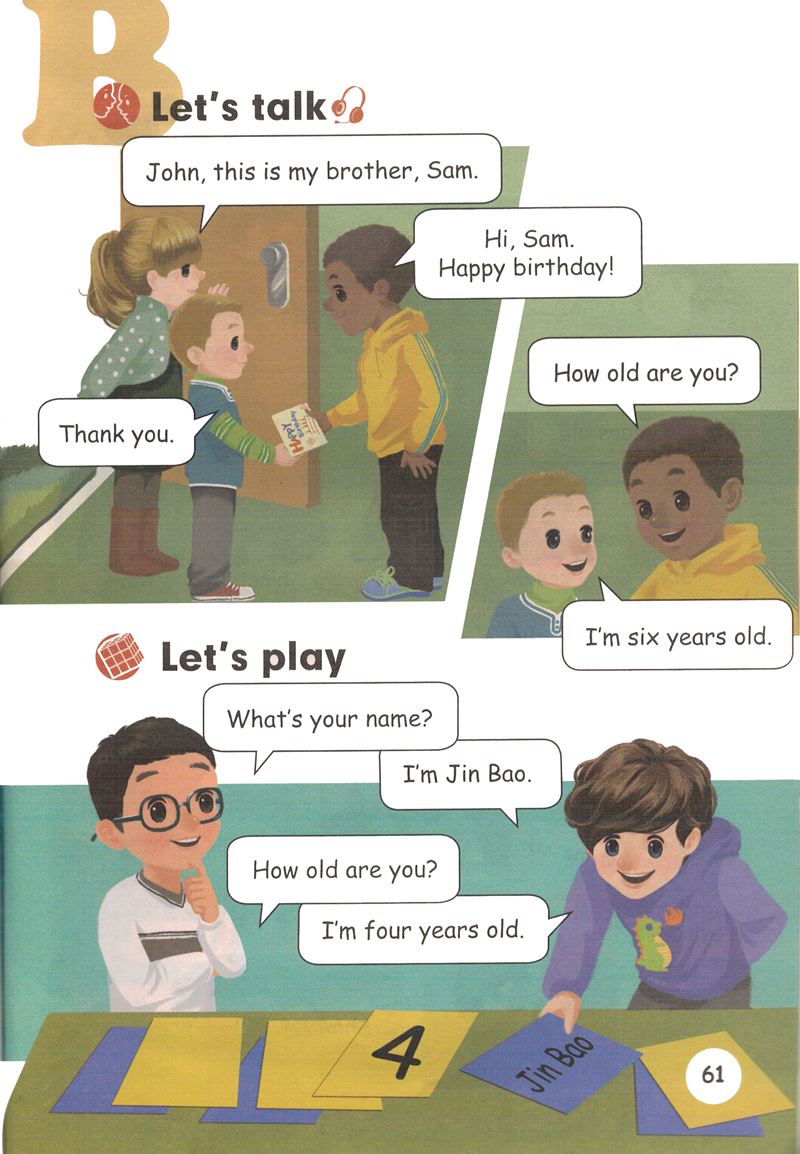 B
Let's talk
John, this is my brother, Sam.
Hi, Sam.
Happy birthday!
Thank you.
HAPPY
Birthday
How old are you?
I'm six years old.
Let's play
What's your name?
I'm Jin Bao.
How old are you?
I'm four years old.
4
Jin Bao
61